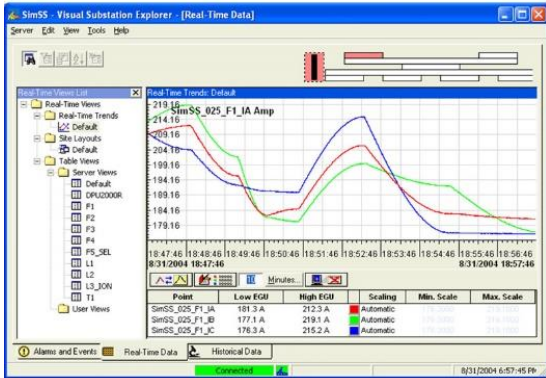 SimSS - Visual Substation Explorer - [Real-Time Data]
Server Edit View Tools Help
Real-Time Views List
Real-Time Trends: Default
Real-Time Views
Real-Time Trends
Default
Site Layouts
Default
Table Views
Server Views
Default
DPU2000R
F1
F2
F3
F4
F5_SEL
L1
L2
L3_ION
T1
User Views
SimSS_025_F1_IA Amp
219.16
214.16
209.16
204.16
199.16
194.16
189.16
184.16
179.16
18:47:46 18:48:46 18:49:46 18:50:46 18:51:46 18:52:46 18:53:46 18:54:46 18:55:46 18:56:46
8/31/2004 18:47:46 8/31/2004 18:57:46
Minutes...
Point Low EGU High EGU Scaling Min. Scale Max. Scale
SimSS_025_F1_IA 181.3 A 212.3 A Automatic
SimSS_025_F1_IB 177.1 A 219.1 A Automatic
SimSS_025_F1_IC 176.3 A 215.2 A Automatic
Alarms and Events Real-Time Data Historical Data
Connected 8/31/2004 6:57:45 PM